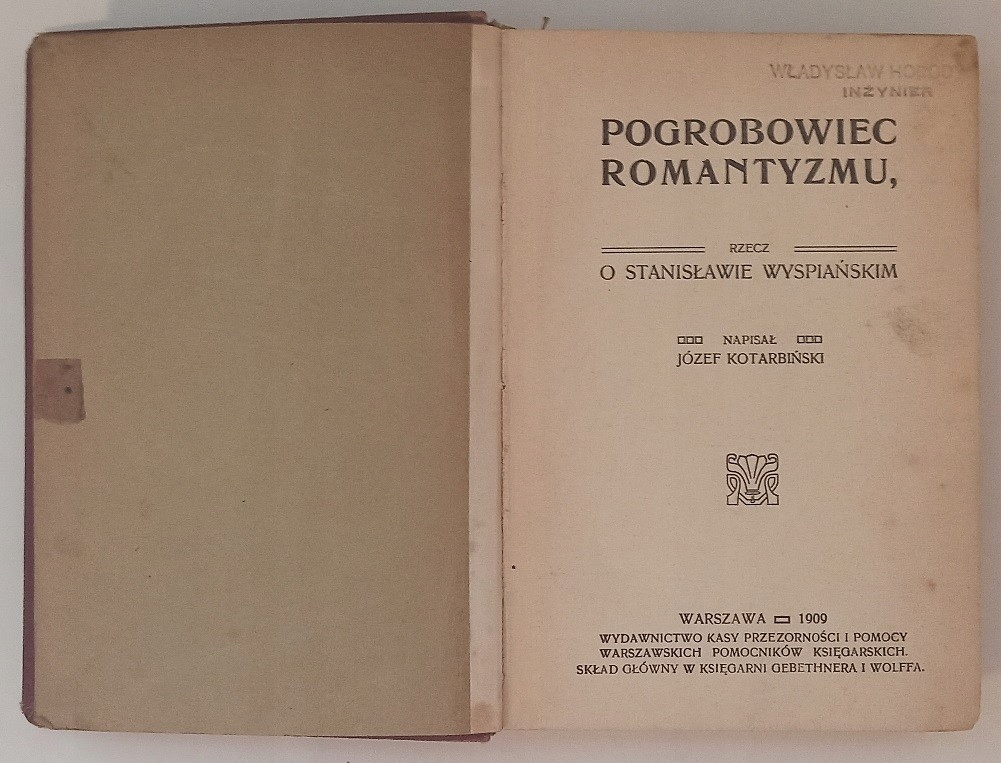 WŁADYSŁAW
INŻYNIER
POGROBOWIEC
ROMANTYZMU,
RZECZ
O STANISŁAWIE WYSPIAŃSKIM
NAPISAŁ
JÓZEF KOTARBIŃSKI
WARSZAWA 1909
WYDAWNICTWO KASY PRZEZORNOŚCI I POMOCY
WARSZAWSKICH POMOCNIKÓW KSIĘGARSKICH.
SKŁAD GŁÓWNY W KSIĘGARNI GEBETHNERA I WOLFFA.